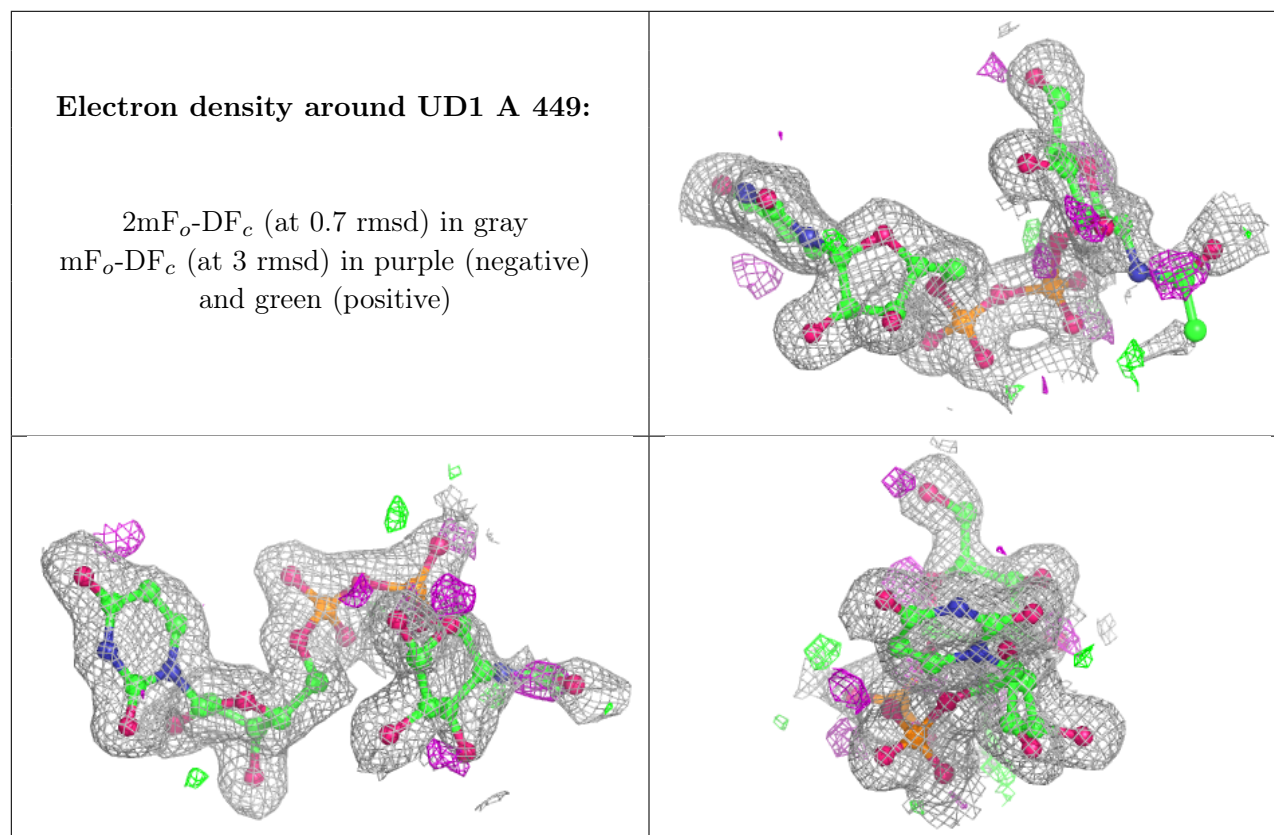 Electron density around UD1 A 449:
2mFo-DFc (at 0.7 rmsd) in gray
mFo-DFc (at 3 rmsd) in purple (negative)
and green (positive)